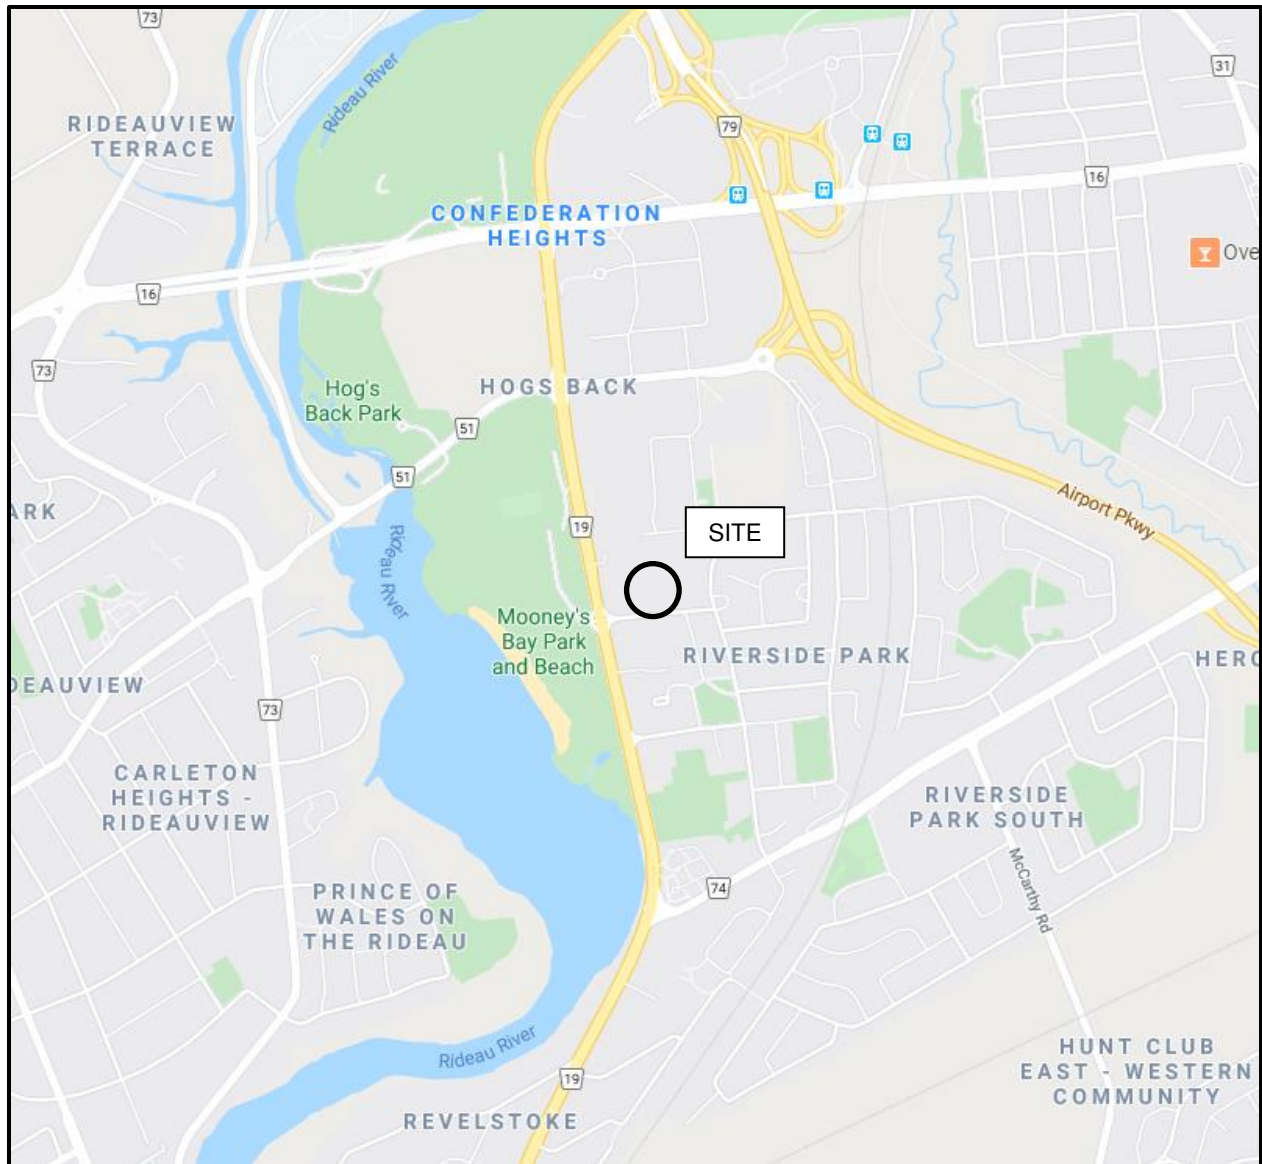 73
31
Rideau River
RIDEAUVIEW
TERRACE
79
16
CONFEDERATION
HEIGHTS
Ove
16
73
Hog's
Back Park
HOGS BACK
51
51
ARK
Airport Pkwy
19
SITE
Rideau River
Mooney's
Bay Park
and Beach
RIVERSIDE PARK
HERO
DEAUVIEW
73
CARLETON
HEIGHTS -
RIDEAUVIEW
RIVERSIDE
PARK SOUTH
McCarthy Rd
74
PRINCE OF
WALES ON
THE RIDEAU
Rideau River
HUNT CLUB
EAST - WESTERN
COMMUNITY
19
REVELSTOKE